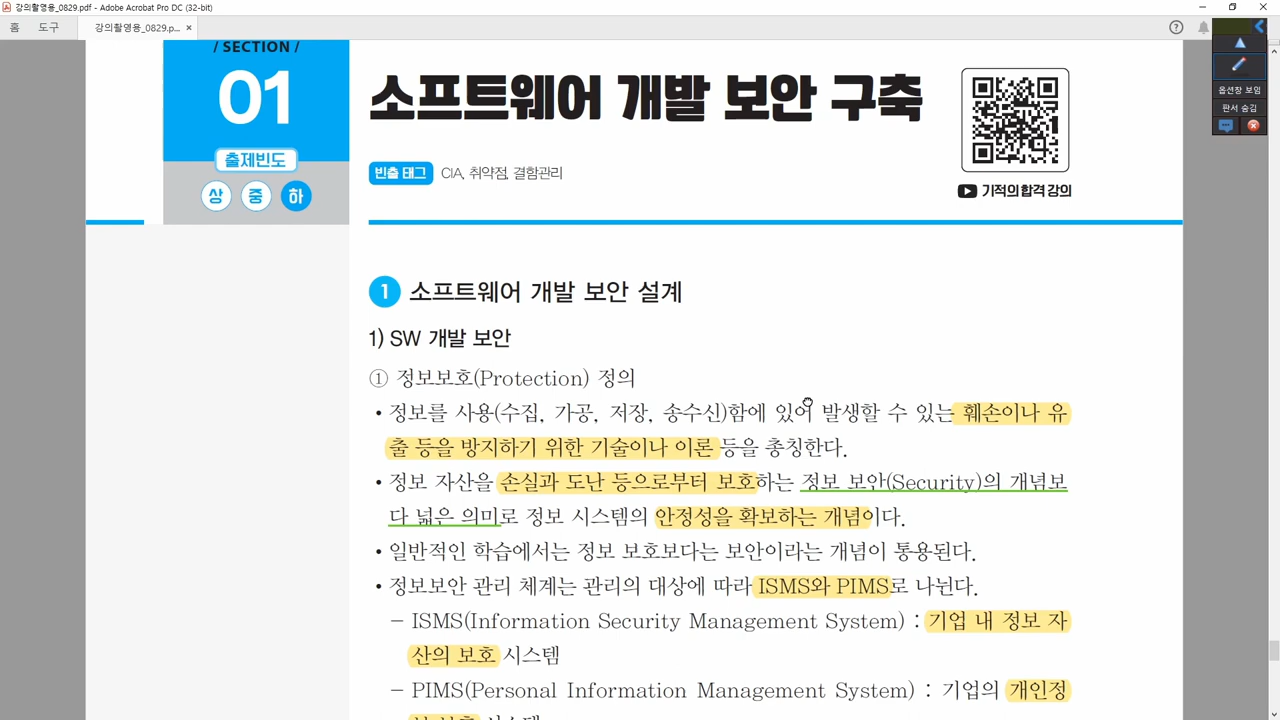 강의촬영용_0829.pdf - Adobe Acrobat Pro DC (32-bit)
홈 도구 강의촬영용_0829.p... ×
옵션장 보임
판서 숨김
/ SECTION /
01
출제빈도
상 중 하
소프트웨어 개발 보안 구축
빈출 태그 CIA, 취약점, 결함관리
기적의 합격 강의
1 소프트웨어 개발 보안 설계
1) SW 개발 보안
① 정보보호(Protection) 정의
• 정보를 사용(수집, 가공, 저장, 송수신)함에 있어 발생할 수 있는 훼손이나 유
출 등을 방지하기 위한 기술이나 이론 등을 총칭한다.
• 정보 자산을 손실과 도난 등으로부터 보호하는 정보 보안(Security)의 개념보
다 넓은 의미로 정보 시스템의 안정성을 확보하는 개념이다.
• 일반적인 학습에서는 정보 보호보다는 보안이라는 개념이 통용된다.
• 정보보안 관리 체계는 관리의 대상에 따라 ISMS와 PIMS로 나뉜다.
− ISMS(Information Security Management System) : 기업 내 정보 자
산의 보호 시스템
− PIMS(Personal Information Management System) : 기업의 개인정